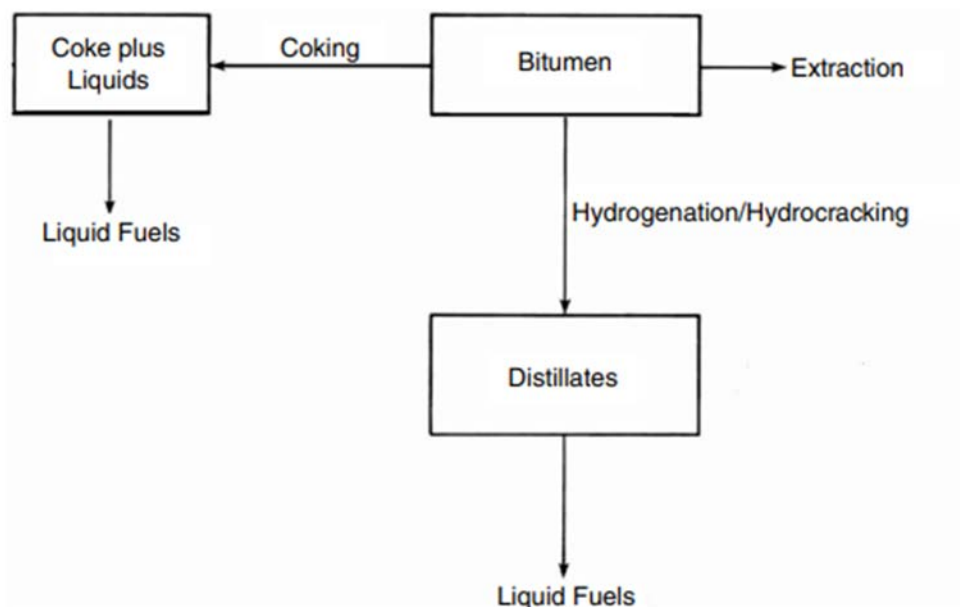 Coke plus
Liquids
Coking
Bitumen
Extraction
Liquid Fuels
Hydrogenation/Hydrocracking
Distillates
Liquid Fuels